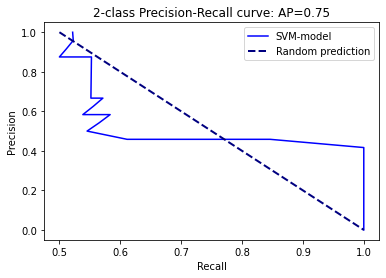 2-class Precision-Recall curve: AP=0.75
SVM-model
Random prediction
Precision
1.0
0.8
0.6
0.4
0.2
0.0
0.5 0.6 0.7 0.8 0.9 1.0
Recall